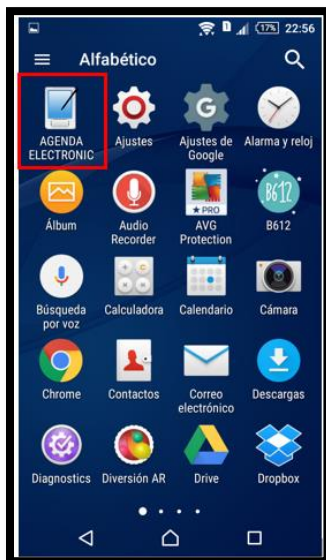 1 17% 22:56
Alfabético
AGENDA
ELECTRONIC
Ajustes
Ajustes de
Google
Alarma y reloj
Álbum
Audio
Recorder
★ PRO
AVG
Protection
B612
B612
Búsqueda
por voz
Calculadora
Calendario
Cámara
Chrome
Contactos
Correo
electrónico
Descargas
Diagnostics
Diversión AR
Drive
Dropbox